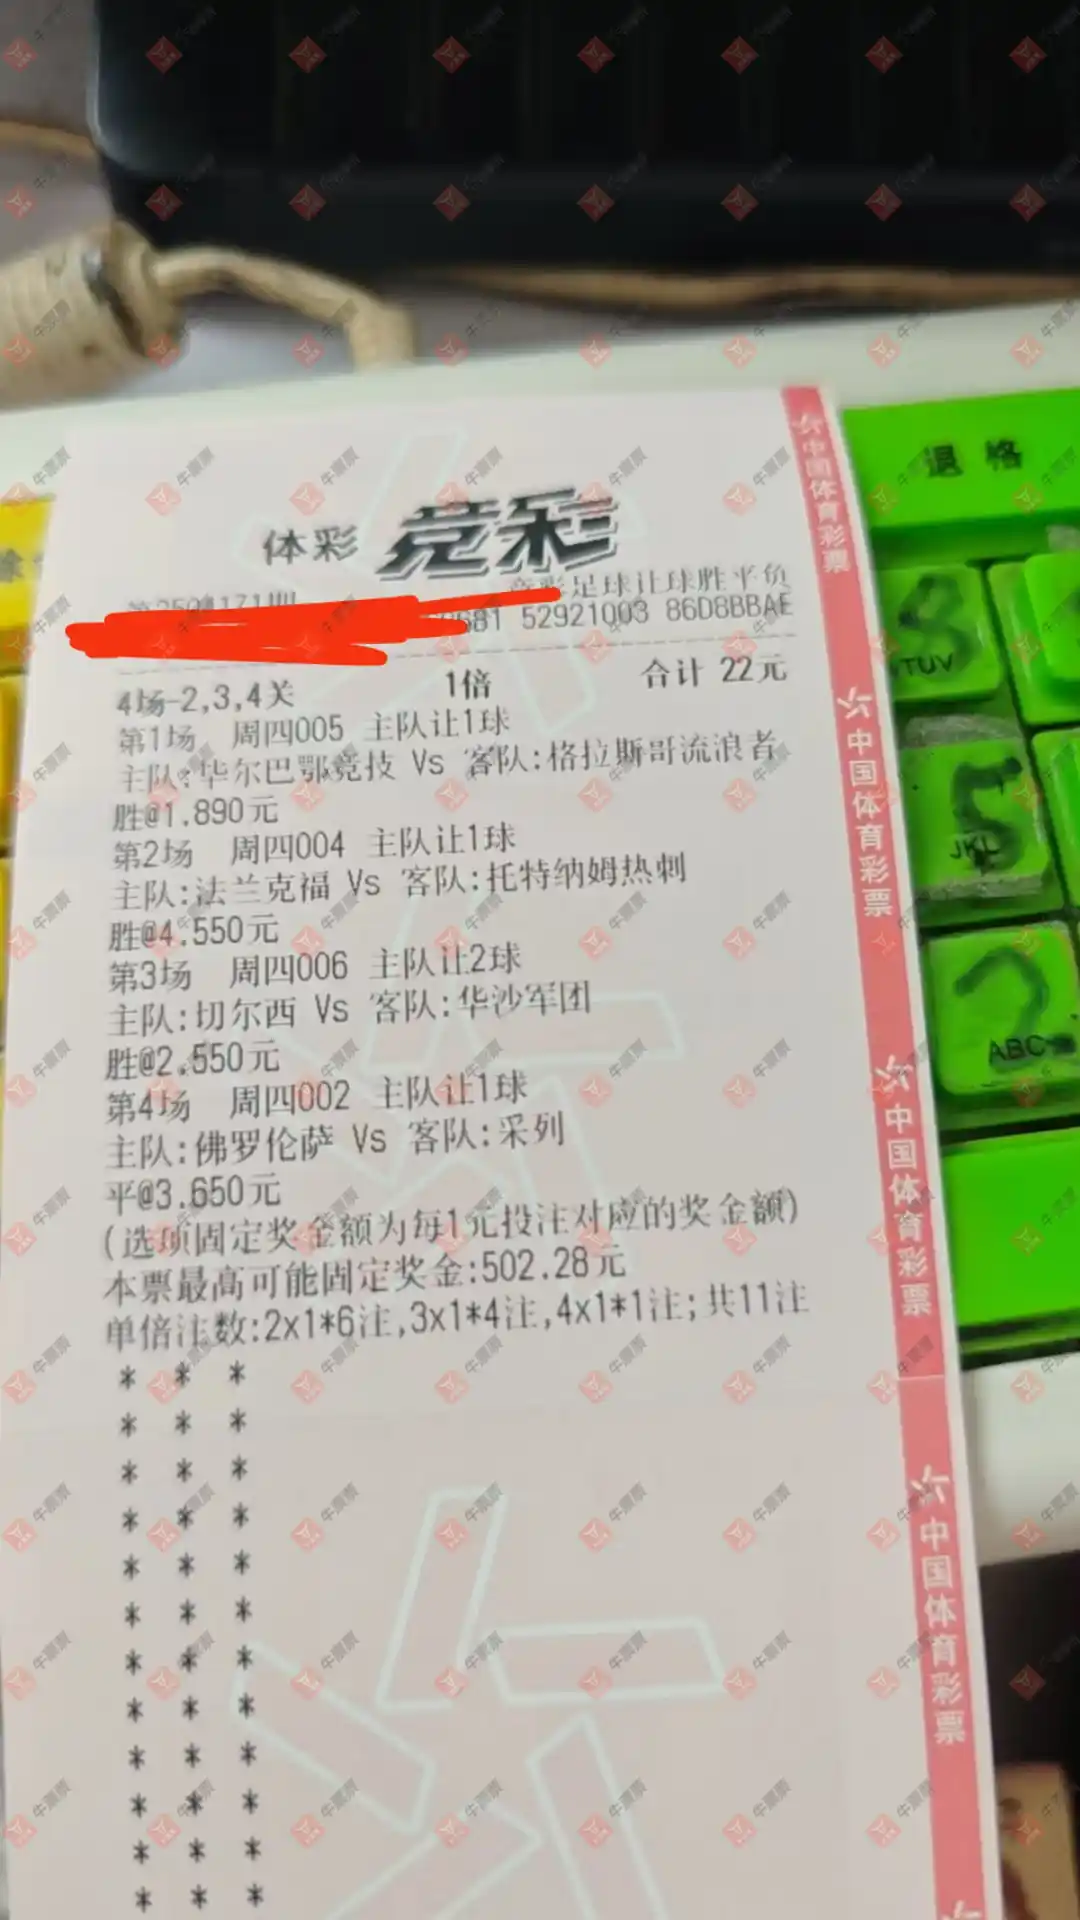 退格
体彩 竞彩
竞彩足球让球胜平负
52921003 86D8BBAE
4场-2,3,4关 1倍 合计 22元
第1场 周四005 主队让1球
主队:毕尔巴鄂竞技 Vs 客队:格拉斯哥流浪者
胜@1.890元
第2场 周四004 主队让1球
主队:法兰克福 Vs 客队:托特纳姆热刺
胜@4.550元
第3场 周四006 主队让2球
主队:切尔西 Vs 客队:华沙军团
胜@2.550元
第4场 周四002 主队让1球
主队:佛罗伦萨 Vs 客队:采列
平@3.650元
(选项固定奖金额为每1元投注对应的奖金额)
本票最高可能固定奖金:502.28元
单倍注数:2x1*6注,3x1*4注,4x1*1注;共11注
* * *
* * *
* * *
* * *
* * *
* * *
* * *
* * *
* * *
* * *
* * *
* * *
中国体育彩票
中国体育彩票
中国体育彩票
中国体育彩票
8
TUV
5
JKL
2
ABC
牛票票